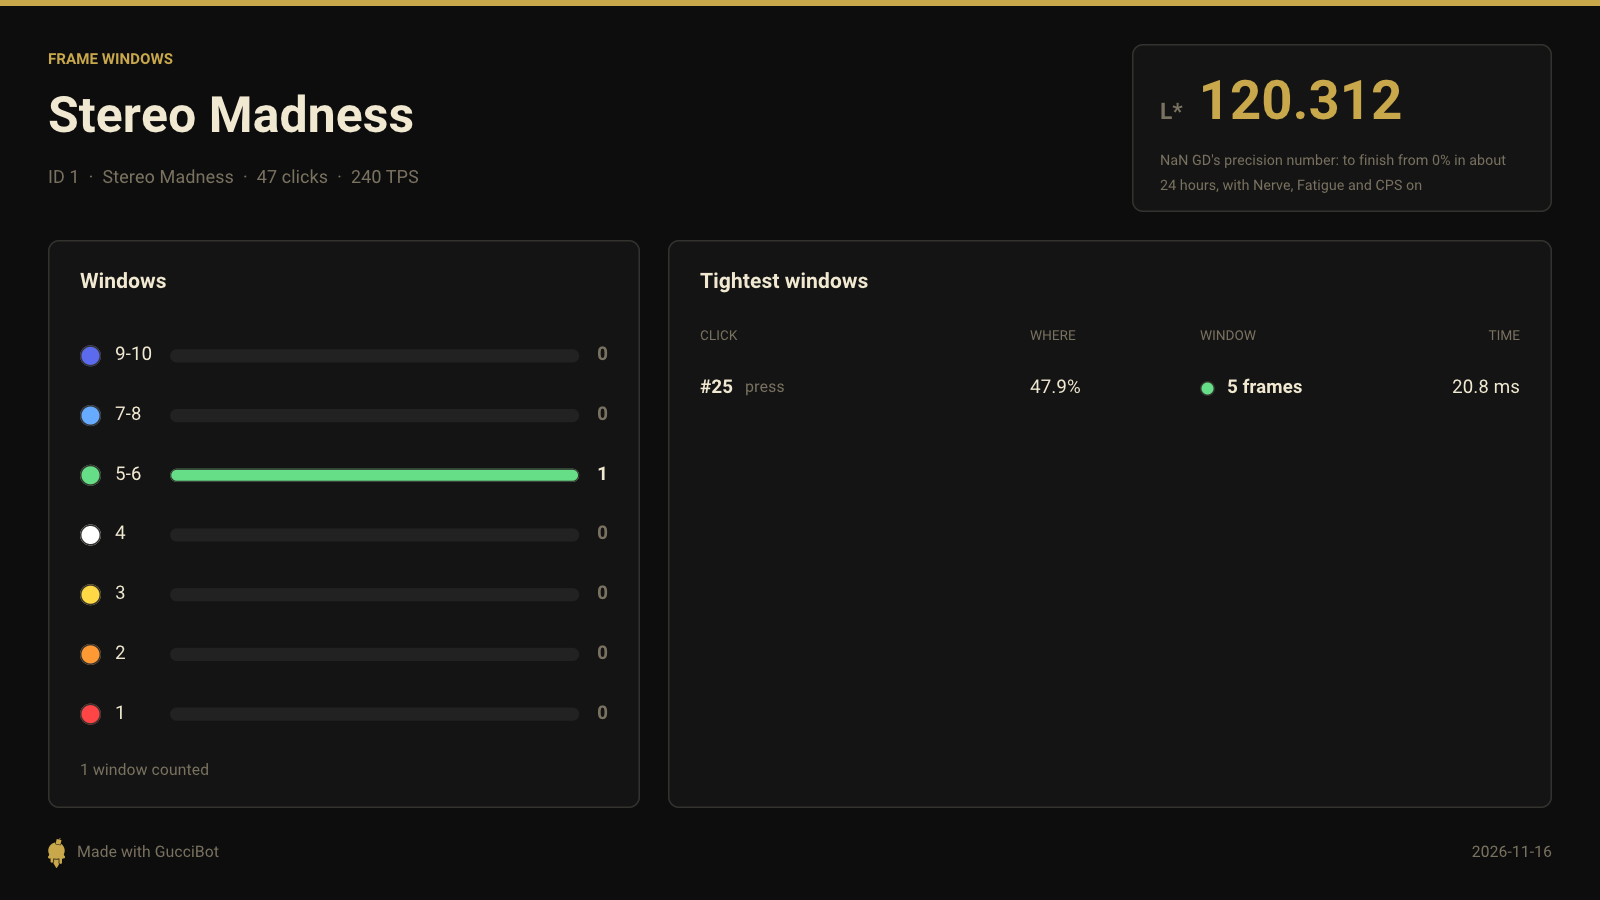 FRAME WINDOWS
Stereo Madness
ID 1 · Stereo Madness · 47 clicks · 240 TPS
L* 120.312
NaN GD's precision number: to finish from 0% in about
24 hours, with Nerve, Fatigue and CPS on
Windows
9-10 0
7-8 0
5-6 1
4 0
3 0
2 0
1 0
1 window counted
Tightest windows
CLICK WHERE WINDOW TIME
#25 press 47.9% 5 frames 20.8 ms
Made with GucciBot
2026-11-16